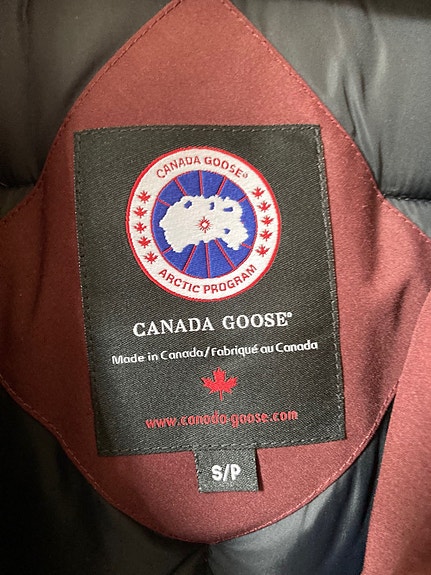 CANADA GOOSE®
ARCTIC PROGRAM
CANADA GOOSE®
Made in Canada/Fabriqué au Canada
www.canada-goose.com
S/P